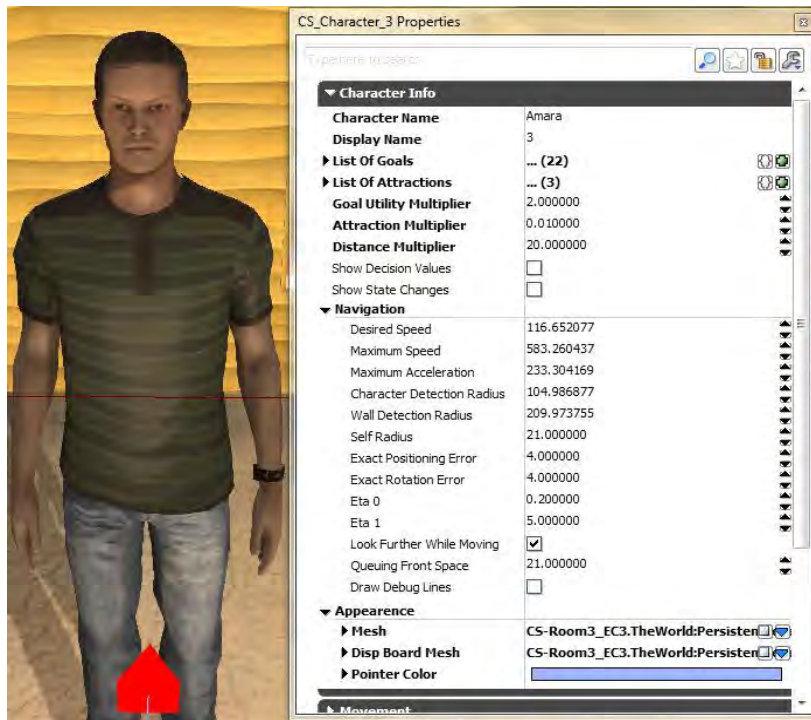 CS_Character_3 Properties
Type here to search
Character Info
Character Name Amara
Display Name 3
List Of Goals ... (22)
List Of Attractions ... (3)
Goal Utility Multiplier 2.000000
Attraction Multiplier 0.010000
Distance Multiplier 20.000000
Show Decision Values
Show State Changes
Navigation
Desired Speed 116.652077
Maximum Speed 583.260437
Maximum Acceleration 233.304169
Character Detection Radius 104.986877
Wall Detection Radius 209.973755
Self Radius 21.000000
Exact Positioning Error 4.000000
Exact Rotation Error 4.000000
Eta 0 0.200000
Eta 1 5.000000
Look Further While Moving
Queuing Front Space 21.000000
Draw Debug Lines
Appearence
Mesh CS-Room3_EC3.TheWorld:Persisten
Disp Board Mesh CS-Room3_EC3.TheWorld:Persisten
Pointer Color
Movement